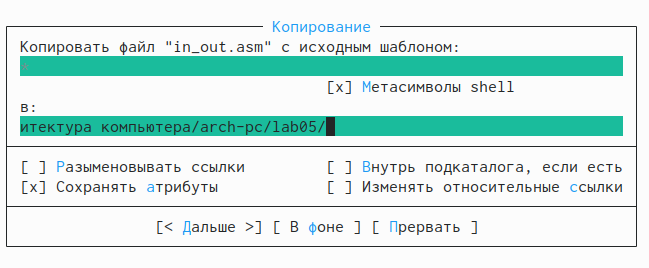 Копирование
Копировать файл "in_out.asm" с исходным шаблоном:
[x] Метасимволы shell
в:
итектура компьютера/arch-pc/lab05/
[ ] Разыменовывать ссылки [ ] Внутрь подкаталога, если есть
[x] Сохранять атрибуты [ ] Изменять относительные ссылки
[< Дальше >] [ В фоне ] [ Прервать ]